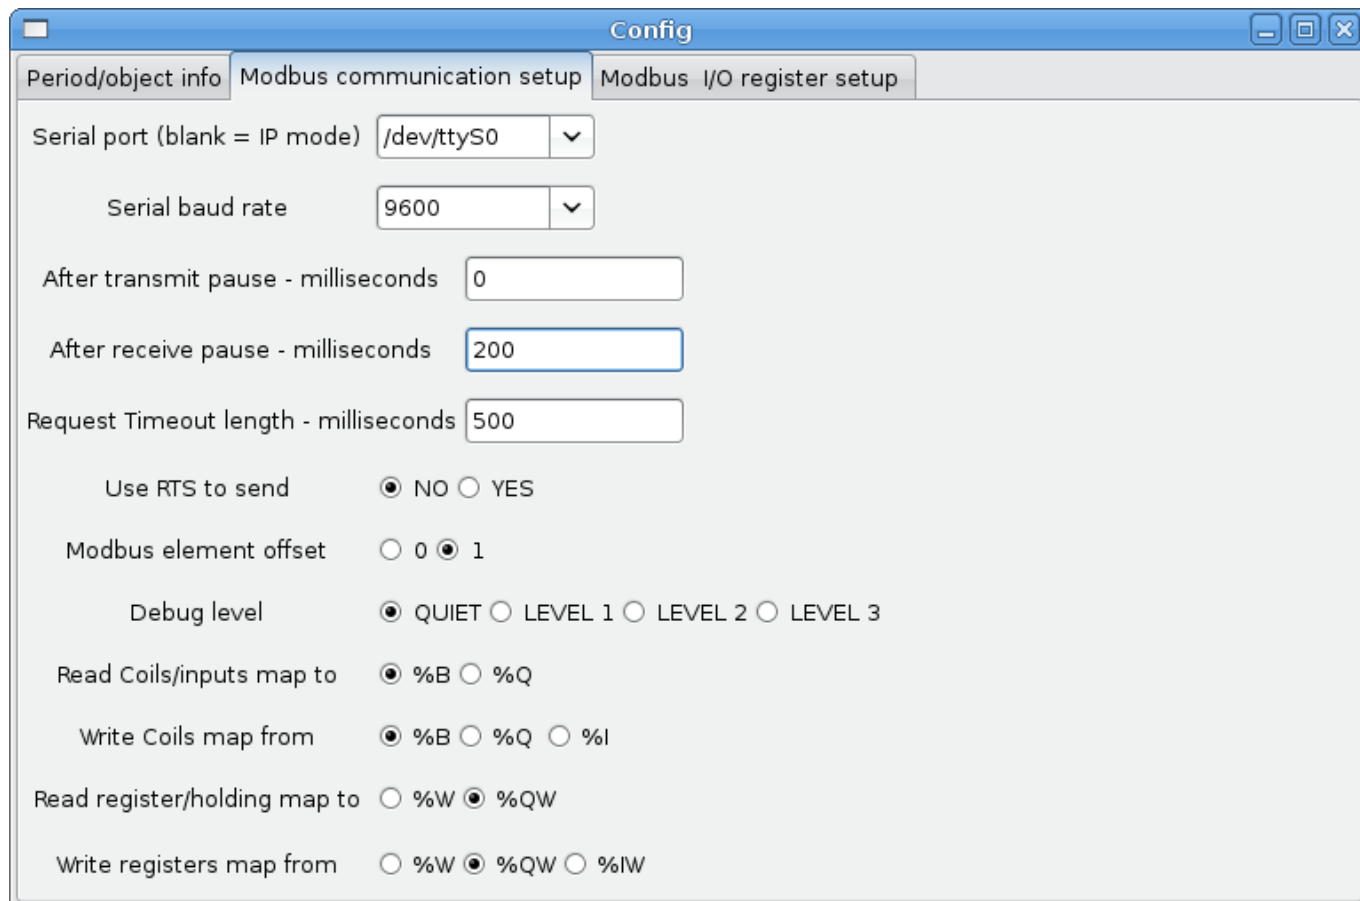 Config
Period/object info Modbus communication setup Modbus I/O register setup
Serial port (blank = IP mode) /dev/ttyS0
Serial baud rate 9600
After transmit pause - milliseconds 0
After receive pause - milliseconds 200
Request Timeout length - milliseconds 500
Use RTS to send NO YES
Modbus element offset 0 1
Debug level QUIET LEVEL 1 LEVEL 2 LEVEL 3
Read Coils/inputs map to %B %Q
Write Coils map from %B %Q %I
Read register/holding map to %W %QW
Write registers map from %W %QW %IW